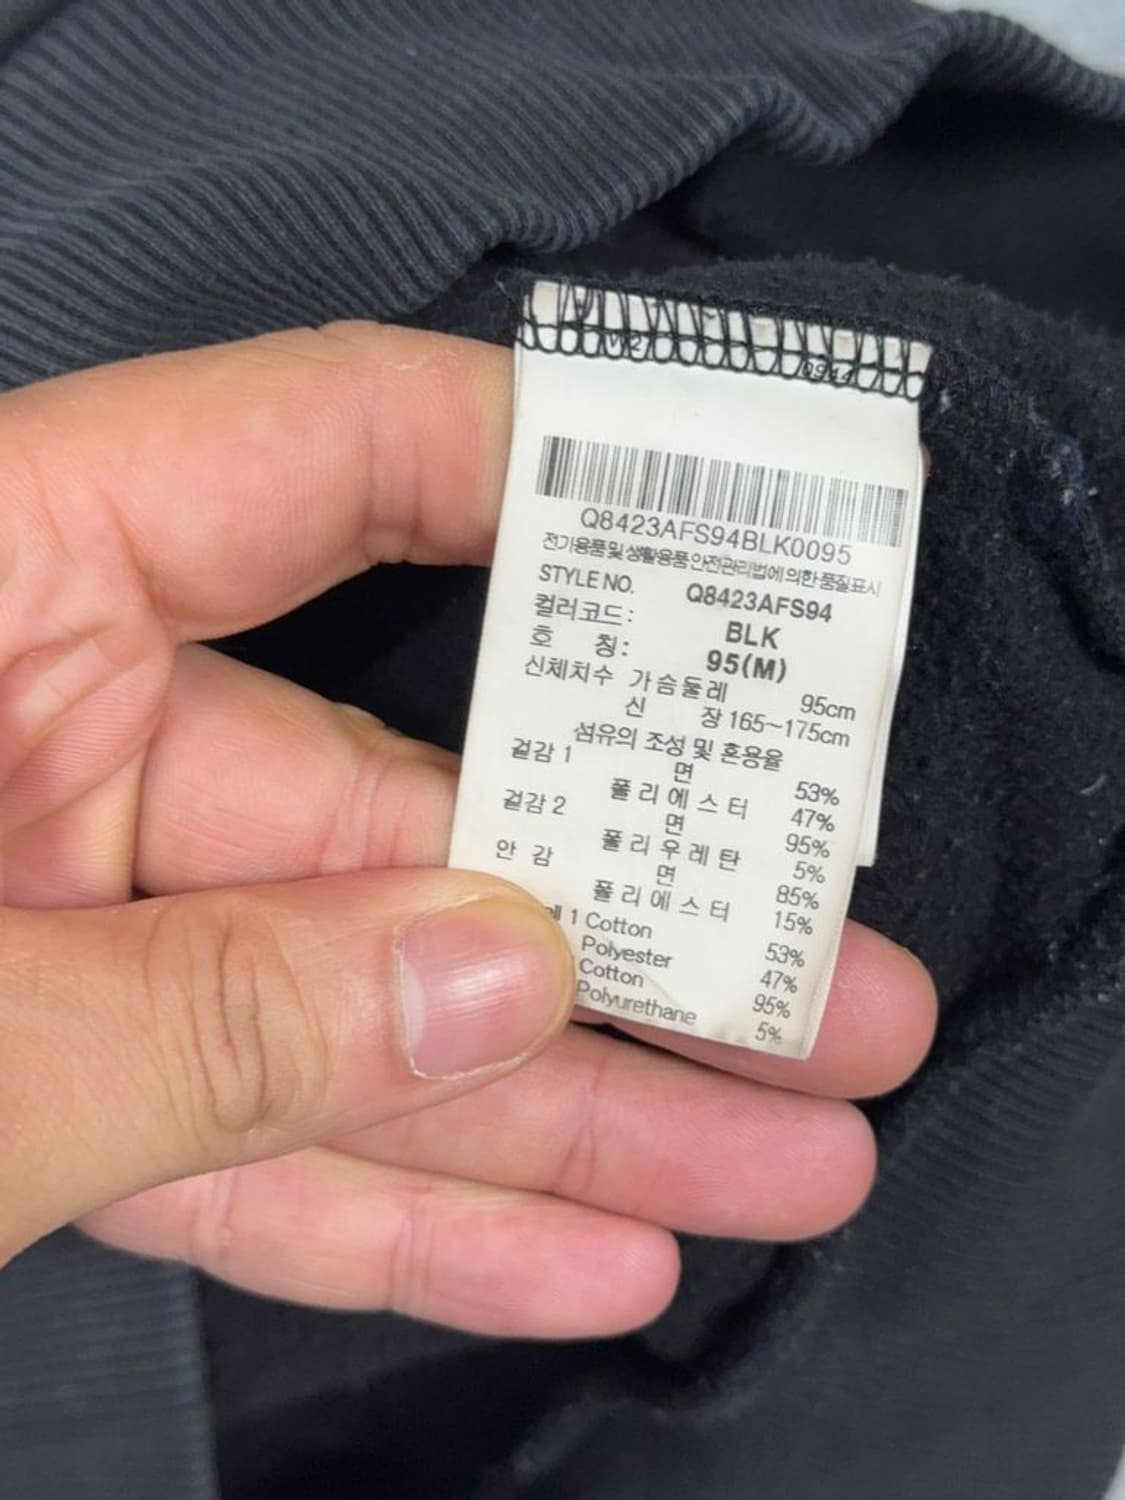 Q8423AFS94BLK0095
전기용품및 생활용품 안전관리법에 의한 품질표시
STYLE NO. Q8423AFS94
컬러코드: BLK
호 칭: 95(M)
신체치수 가슴둘레 95cm
신 장 165~175cm
섬유의 조성 및 혼용율
겉감 1 면 53%
폴리에스터 47%
겉감 2 면 95%
폴리우레탄 5%
안 감 면 85%
폴리에스터 15%
1 Cotton 53%
Polyester 47%
Cotton 95%
Polyurethane 5%